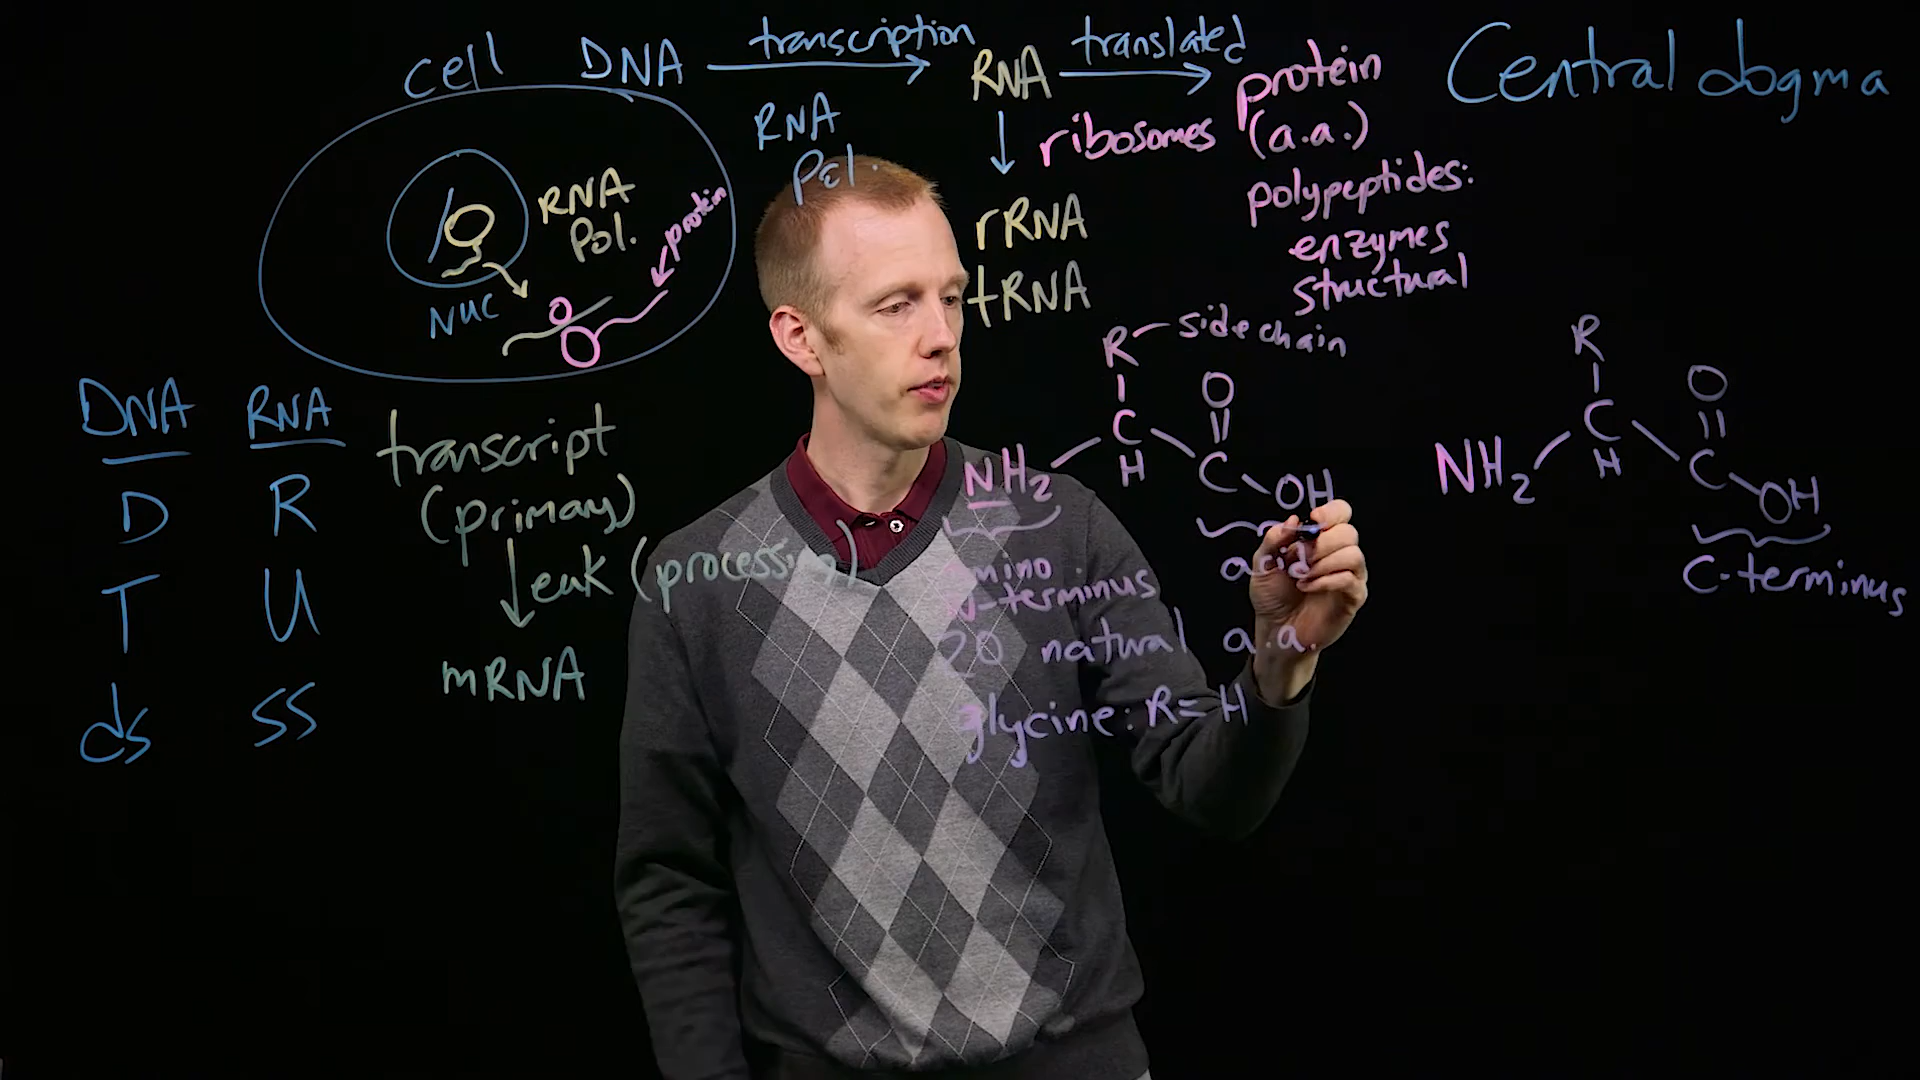 cell DNA transcription RNA translated protein (a.a.) Central dogma
RNA Pol.
ribosomes
rRNA
tRNA
polypeptides:
enzymes
structural
RNA Pol.
protein
Nuc
DNA RNA
D R
T U
ds ss
transcript
(primary)
leak (processing)
mRNA
R side chain
C O
NH2 H C OH
amino acid
N-terminus
20 natural a.a.
glycine: R= H
R
C O
NH2 H C OH
C-terminus